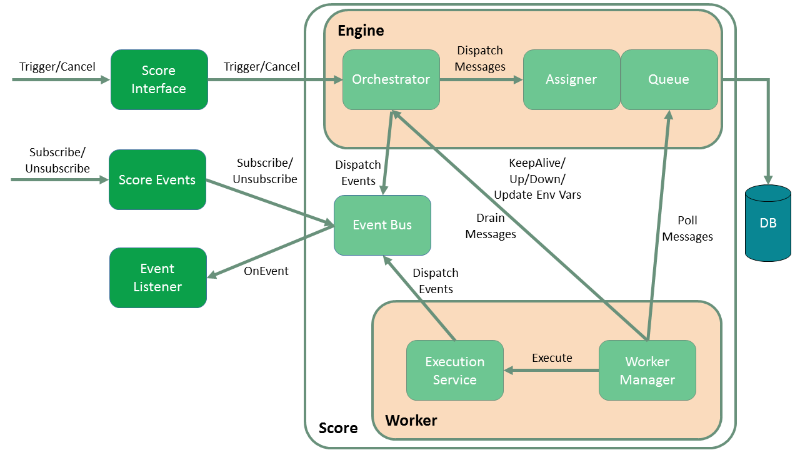 Engine
Trigger/Cancel
Score
Interface
Trigger/Cancel
Orchestrator
Dispatch
Messages
Assigner
Queue
Subscribe/
Unsubscribe
Score Events
Subscribe/
Unsubscribe
Dispatch
Events
KeepAlive/
Up/Down/
Update Env Vars
Drain
Messages
Poll
Messages
DB
Event Bus
Event
Listener
OnEvent
Dispatch
Events
Execution
Service
Execute
Worker
Manager
Score
Worker